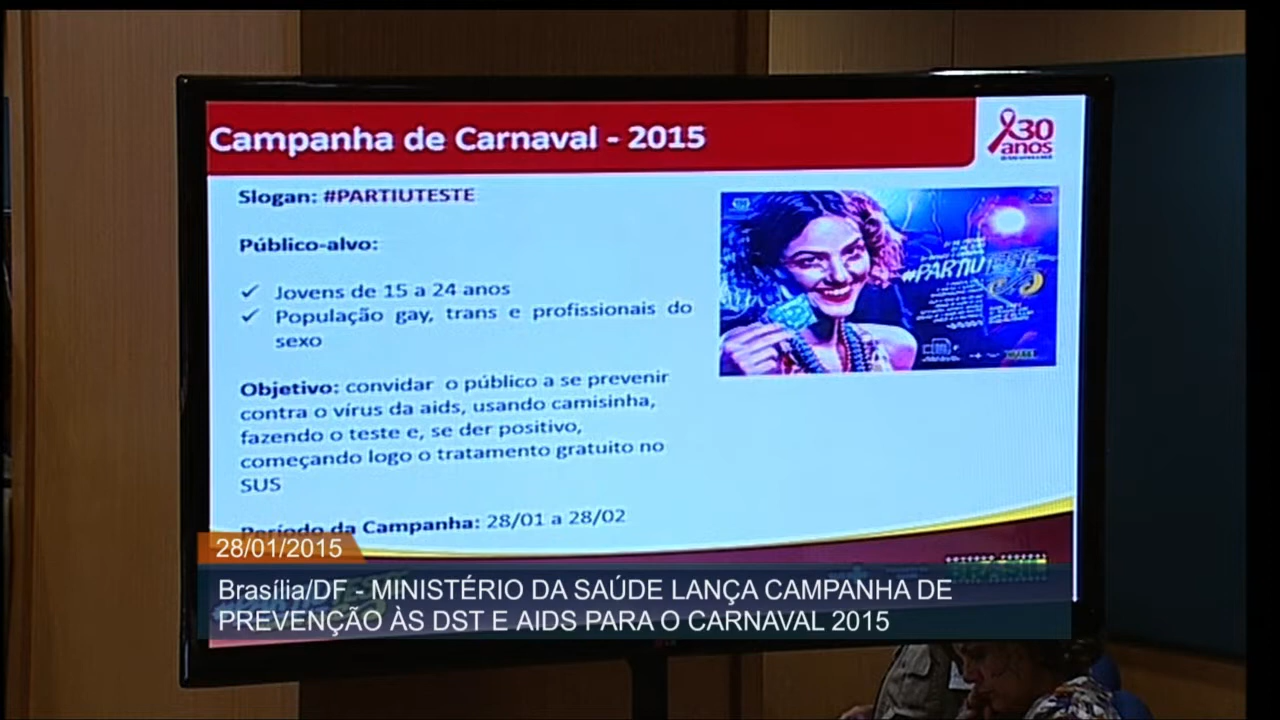 Campanha de Carnaval - 2015
30
anos
Slogan: #PARTIUTESTE
Público-alvo:
✓ Jovens de 15 a 24 anos
✓ População gay, trans e profissionais do
sexo
#PARTIUTESTE
Objetivo: convidar o público a se prevenir
contra o vírus da aids, usando camisinha,
fazendo o teste e, se der positivo,
começando logo o tratamento gratuito no
SUS
Período da Campanha: 28/01 a 28/02
28/01/2015
Brasília/DF - MINISTÉRIO DA SAÚDE LANÇA CAMPANHA DE
PREVENÇÃO ÀS DST E AIDS PARA O CARNAVAL 2015